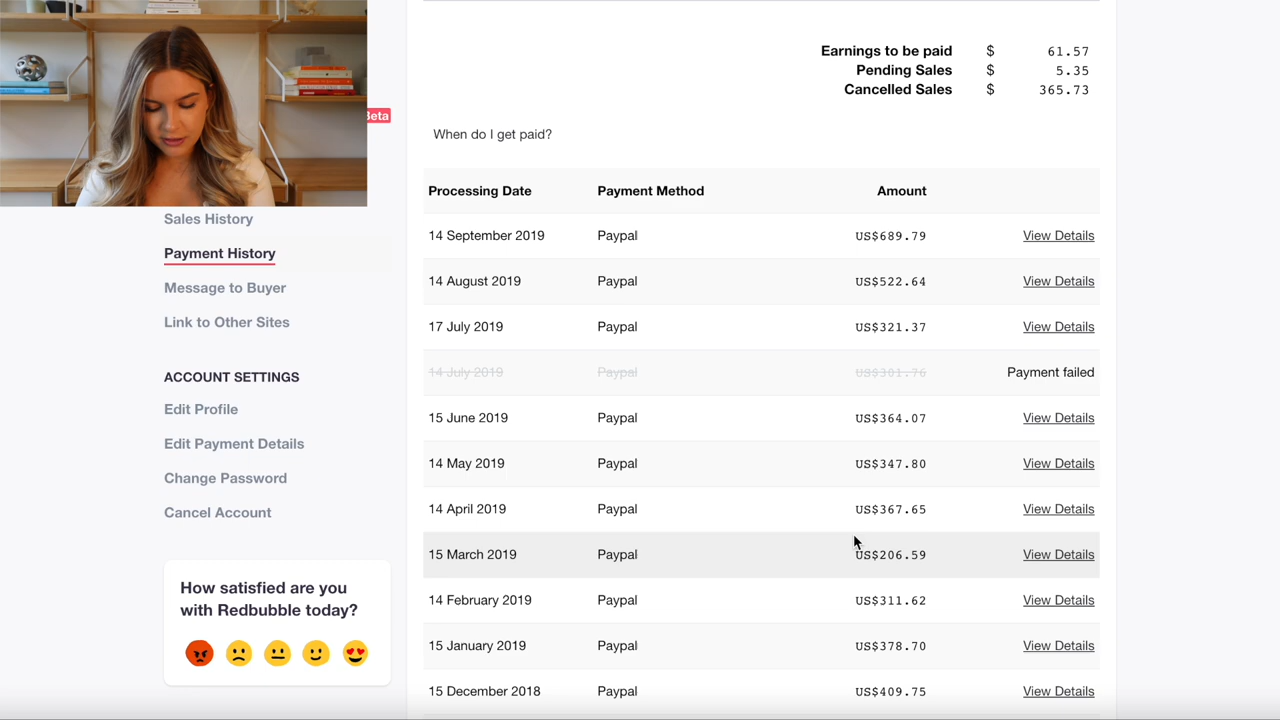 Earnings to be paid $ 61.57
Pending Sales $ 5.35
Cancelled Sales $ 365.73
Beta
When do I get paid?
Processing Date Payment Method Amount
14 September 2019 Paypal US$689.79 View Details
14 August 2019 Paypal US$522.64 View Details
17 July 2019 Paypal US$321.37 View Details
14 July 2019 Paypal US$301.76 Payment failed
15 June 2019 Paypal US$364.07 View Details
14 May 2019 Paypal US$347.80 View Details
14 April 2019 Paypal US$367.65 View Details
15 March 2019 Paypal US$206.59 View Details
14 February 2019 Paypal US$311.62 View Details
15 January 2019 Paypal US$378.70 View Details
15 December 2018 Paypal US$409.75 View Details
Sales History
Payment History
Message to Buyer
Link to Other Sites
ACCOUNT SETTINGS
Edit Profile
Edit Payment Details
Change Password
Cancel Account
How satisfied are you
with Redbubble today?